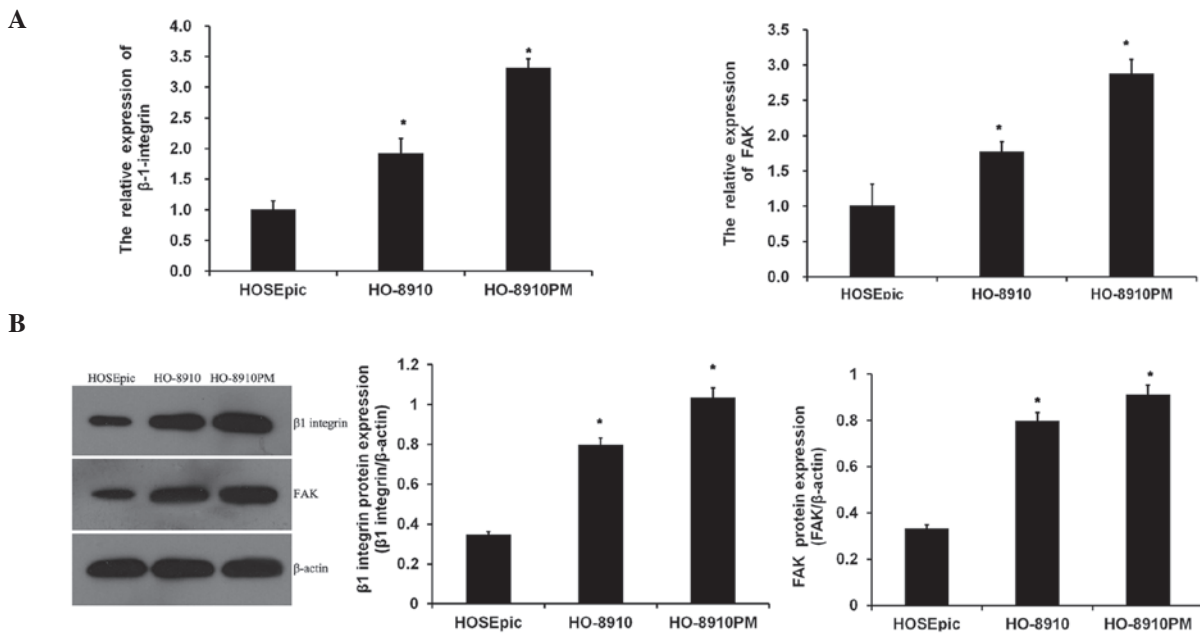 A
The relative expression of
β-1-integrin
4.0
3.5
3.0
2.5
2.0
1.5
1.0
0.5
0.0
*
*
HOSEpic HO-8910 HO-8910PM
The relative expression
of FAK
3.5
3.0
2.5
2.0
1.5
1.0
0.5
0.0
*
*
HOSEpic HO-8910 HO-8910PM
B
HOSEpic HO-8910 HO-8910PM
β1 integrin
FAK
β-actin
β1 integrin protein expression
(β1 integrin/β-actin)
1.2
1
0.8
0.6
0.4
0.2
0
*
*
HOSEpic HO-8910 HO-8910PM
FAK protein expression
(FAK/β-actin)
1
0.8
0.6
0.4
0.2
0
*
*
HOSEpic HO-8910 HO-8910PM